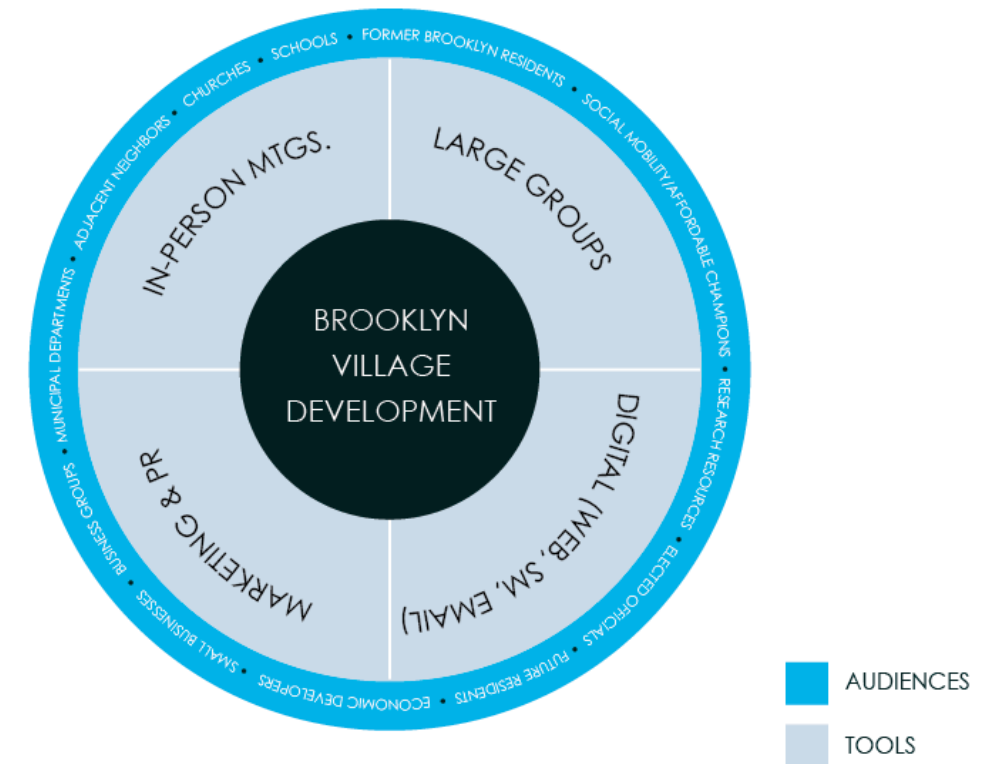 FORMER BROOKLYN RESIDENTS • SOCIAL MOBILITY/AFFORDABLE CHAMPIONS • RESEARCH RESOURCES • ELECTED OFFICIALS • FUTURE RESIDENTS • ECONOMIC DEVELOPERS • SMALL BUSINESSES • BUSINESS GROUPS • MUNICIPAL DEPARTMENTS • ADJACENT NEIGHBORS • CHURCHES • SCHOOLS •
IN-PERSON MTGS.
LARGE GROUPS
BROOKLYN
VILLAGE
DEVELOPMENT
DIGITAL (WEB, SM, EMAIL)
MARKETING & PR
AUDIENCES
TOOLS